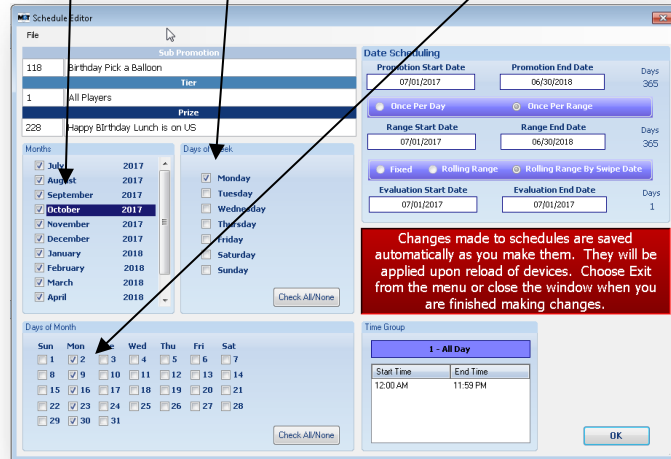 MDT Schedule Editor
File
Sub Promotion
118 Birthday Pick a Balloon
Tier
1 All Players
Prize
228 Happy BIrthday Lunch is on US
Months
July 2017
August 2017
September 2017
October 2017
November 2017
December 2017
January 2018
February 2018
March 2018
April 2018
Days of Week
Monday
Tuesday
Wednesday
Thursday
Friday
Saturday
Sunday
Check All/None
Days of Month
Sun Mon Tue Wed Thu Fri Sat
1 2 3 4 5 6 7
8 9 10 11 12 13 14
15 16 17 18 19 20 21
22 23 24 25 26 27 28
29 30 31
Check All/None
Date Scheduling
Promotion Start Date Promotion End Date Days
07/01/2017 06/30/2018 365
Once Per Day Once Per Range
Range Start Date Range End Date Days
07/01/2017 06/30/2018 365
Fixed Rolling Range Rolling Range By Swipe Date
Evaluation Start Date Evaluation End Date Days
07/01/2017 07/01/2017 1
Changes made to schedules are saved
automatically as you make them. They will be
applied upon reload of devices. Choose Exit
from the menu or close the window when you
are finished making changes.
Time Group
1 - All Day
Start Time End Time
12:00 AM 11:59 PM
OK